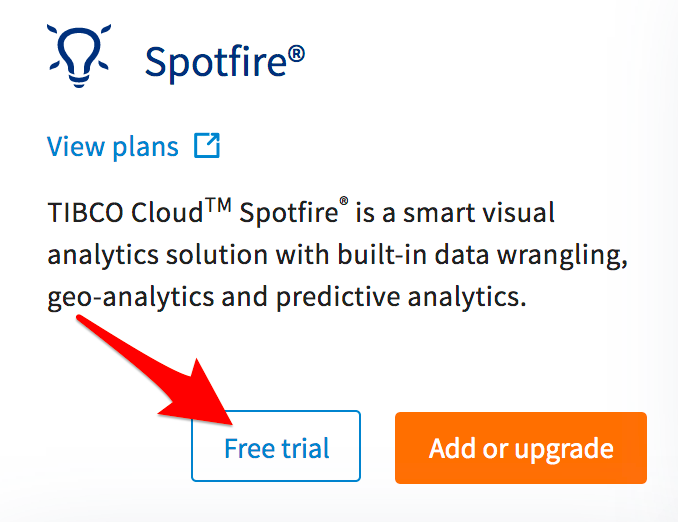 Spotfire®
View plans
TIBCO Cloud™ Spotfire® is a smart visual
analytics solution with built-in data wrangling,
geo-analytics and predictive analytics.
Free trial
Add or upgrade